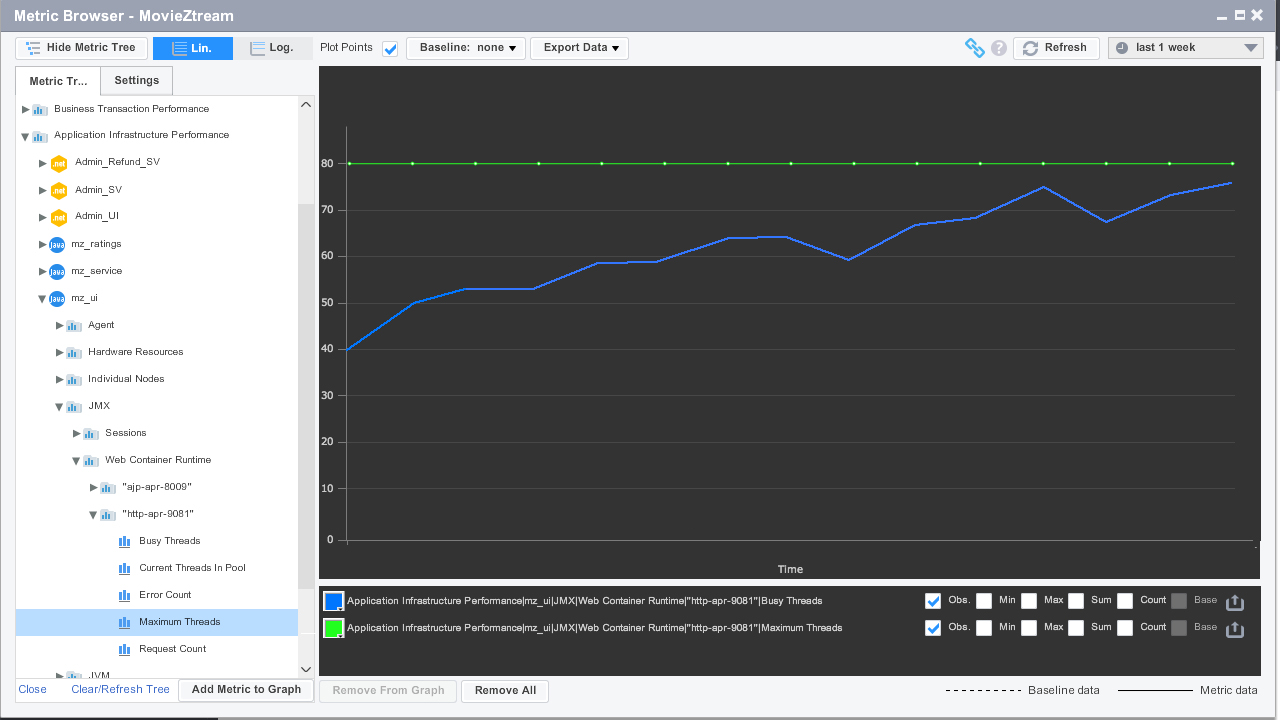 Metric Browser - MovieZtream
Hide Metric Tree
Lin.
Log.
Plot Points
Baseline: none
Export Data
?
Refresh
last 1 week
Metric Tr...
Settings
Business Transaction Performance
Application Infrastructure Performance
.net Admin_Refund_SV
.net Admin_SV
.net Admin_UI
java mz_ratings
java mz_service
java mz_ui
Agent
Hardware Resources
Individual Nodes
JMX
Sessions
Web Container Runtime
"ajp-apr-8009"
"http-apr-9081"
Busy Threads
Current Threads In Pool
Error Count
Maximum Threads
Request Count
JVM
Close
Clear/Refresh Tree
Add Metric to Graph
80
70
60
50
40
30
20
10
0
Time
Application Infrastructure Performance|mz_ui|JMX|Web Container Runtime|"http-apr-9081"|Busy Threads Obs. Min Max Sum Count Base
Application Infrastructure Performance|mz_ui|JMX|Web Container Runtime|"http-apr-9081"|Maximum Threads Obs. Min Max Sum Count Base
Remove From Graph
Remove All
Baseline data
Metric data